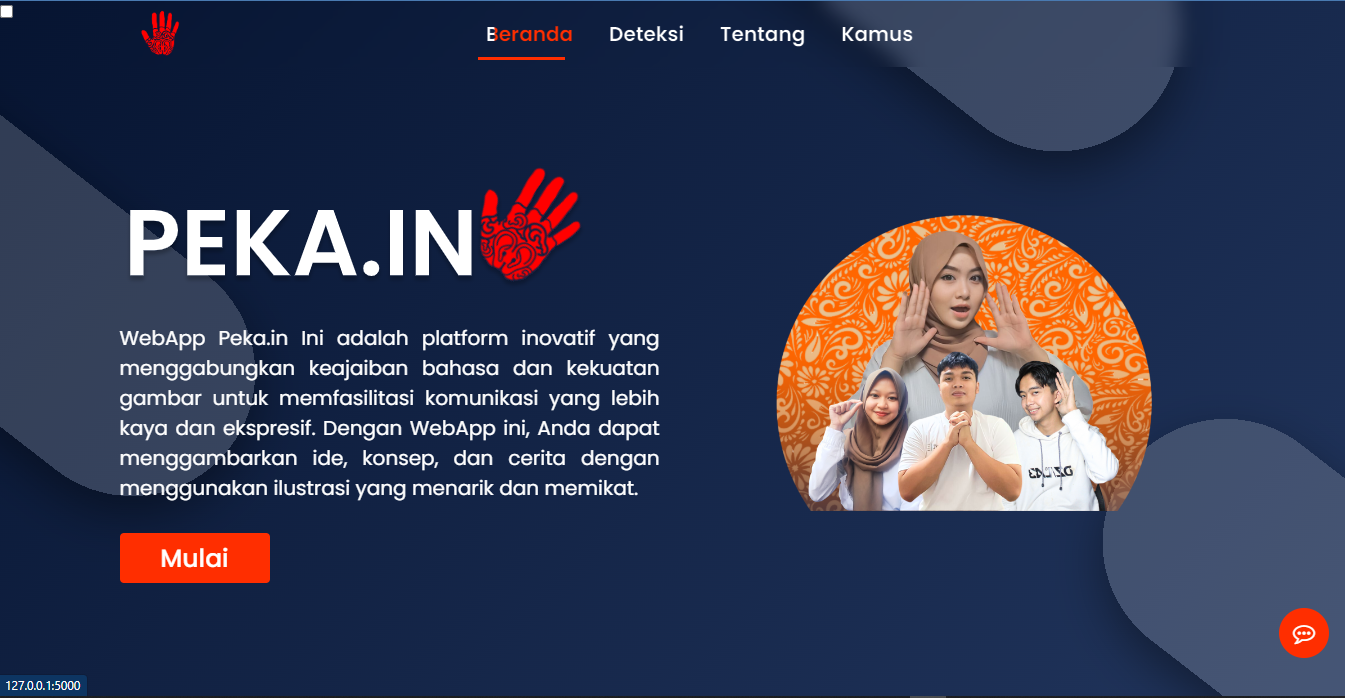 Beranda Deteksi Tentang Kamus
PEKA.IN
WebApp Peka.in Ini adalah platform inovatif yang
menggabungkan keajaiban bahasa dan kekuatan
gambar untuk memfasilitasi komunikasi yang lebih
kaya dan ekspresif. Dengan WebApp ini, Anda dapat
menggambarkan ide, konsep, dan cerita dengan
menggunakan ilustrasi yang menarik dan memikat.
Mulai
127.0.0.1:5000